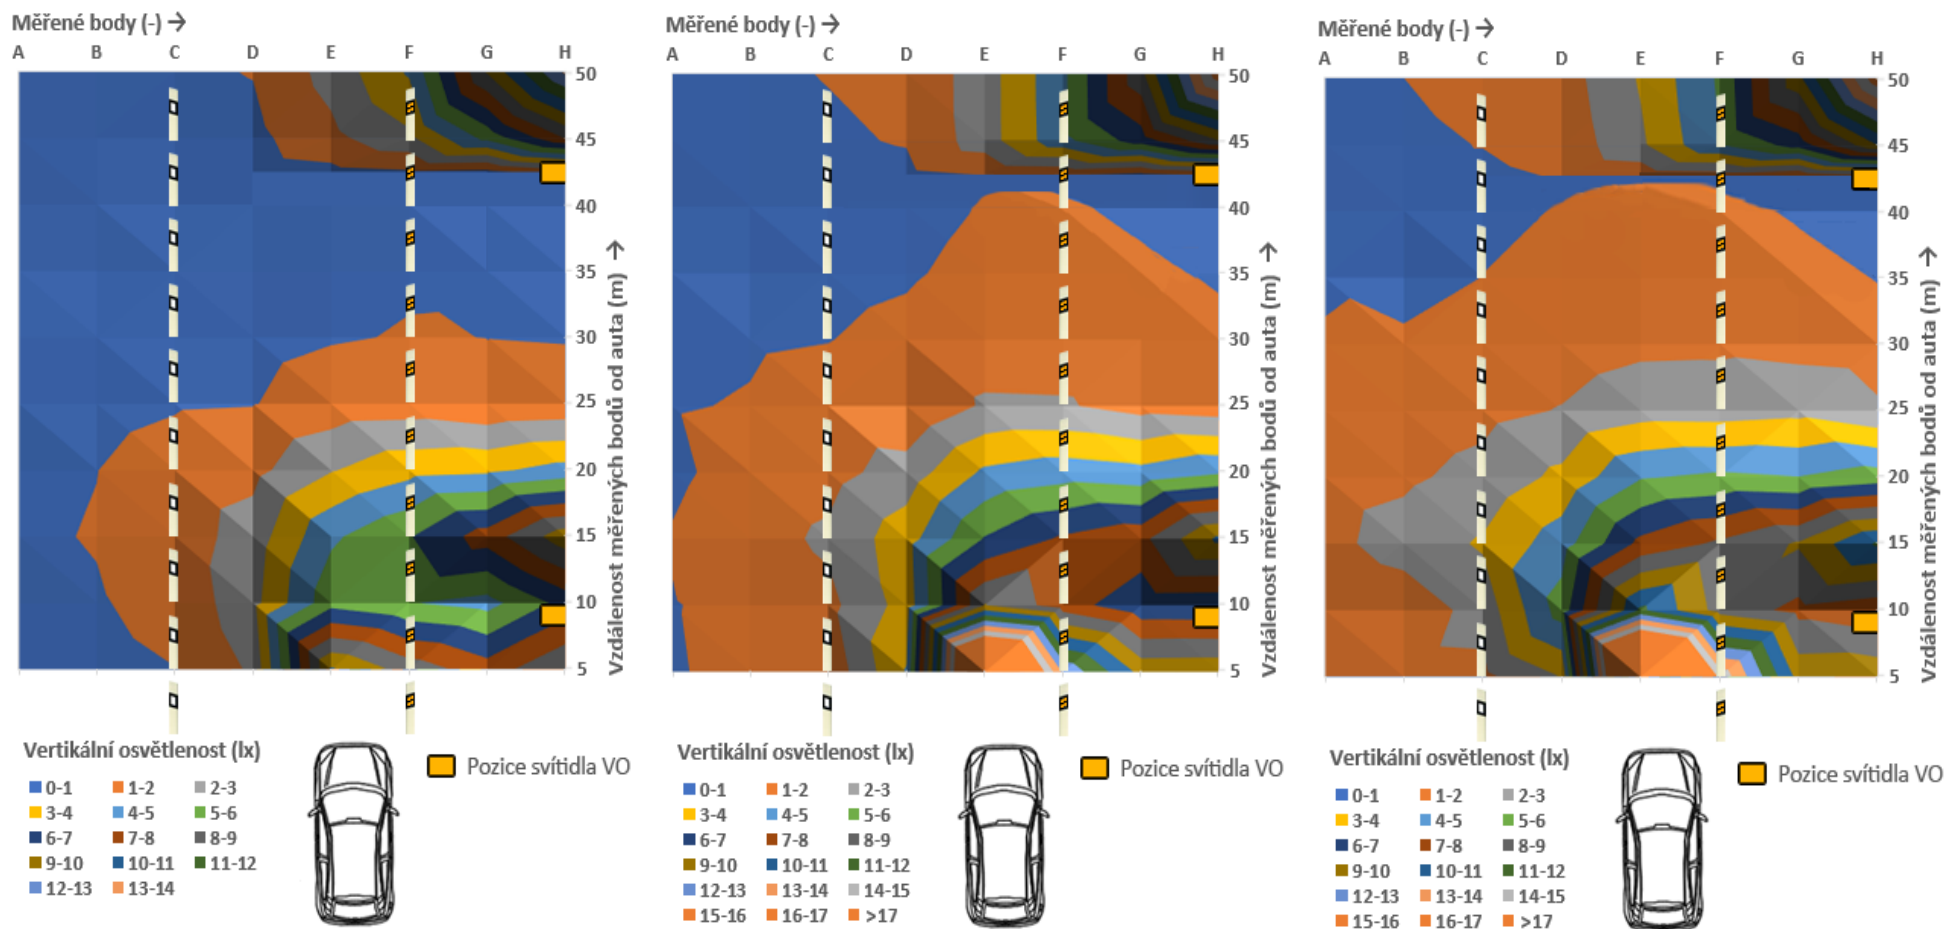 Měřené body (-) →
A B C D E F G H
50
45
40
35
30
25
20
15
10
5
Vzdálenost měřených bodů od auta (m) →
Vertikální osvětlenost (lx)
0-1 1-2 2-3
3-4 4-5 5-6
6-7 7-8 8-9
9-10 10-11 11-12
12-13 13-14
Pozice svítidla VO
Měřené body (-) →
A B C D E F G H
50
45
40
35
30
25
20
15
10
5
Vzdálenost měřených bodů od auta (m) →
Vertikální osvětlenost (lx)
0-1 1-2 2-3
3-4 4-5 5-6
6-7 7-8 8-9
9-10 10-11 11-12
12-13 13-14 14-15
15-16 16-17 >17
Pozice svítidla VO
Měřené body (-) →
A B C D E F G H
50
45
40
35
30
25
20
15
10
5
Vzdálenost měřených bodů od auta (m) →
Vertikální osvětlenost (lx)
0-1 1-2 2-3
3-4 4-5 5-6
6-7 7-8 8-9
9-10 10-11 11-12
12-13 13-14 14-15
15-16 16-17 >17
Pozice svítidla VO